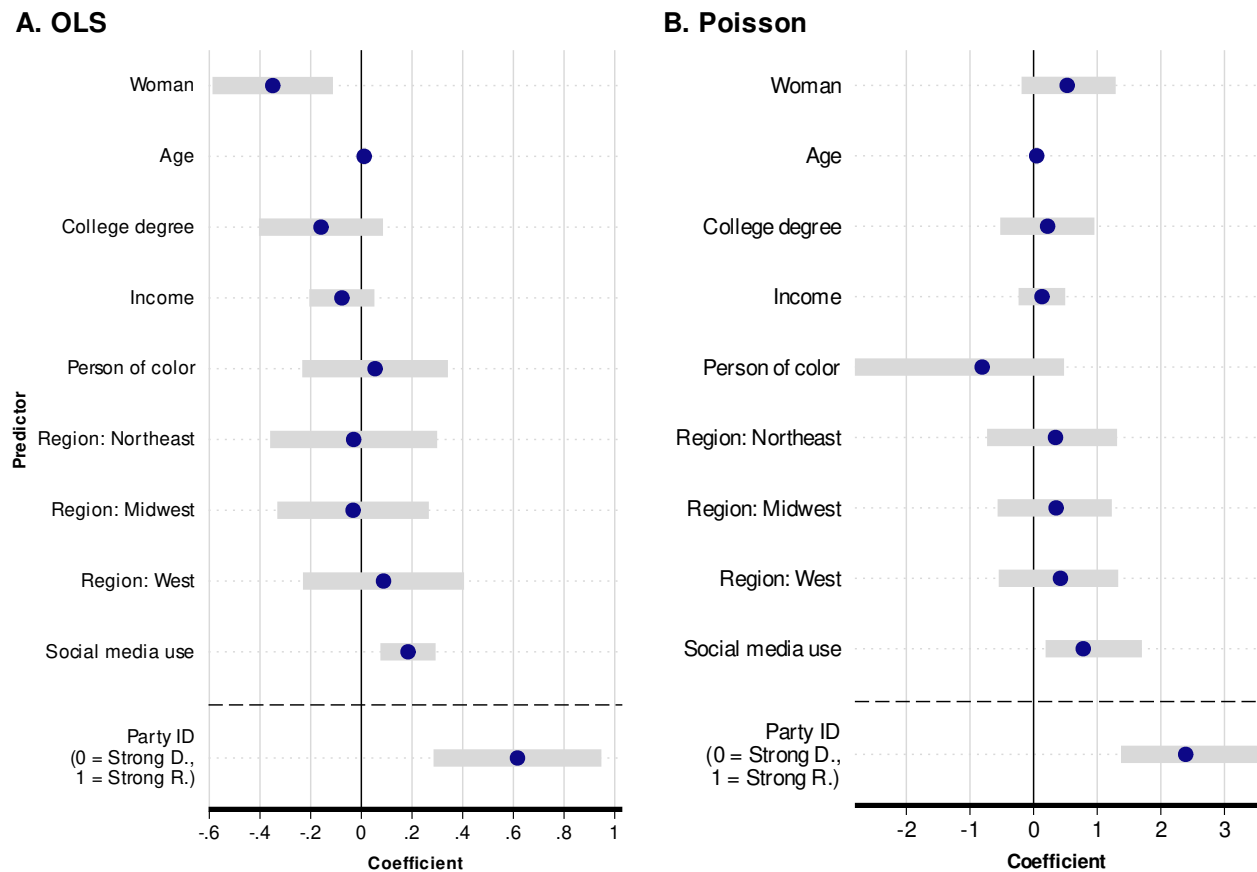 A. OLS
Predictor
Woman
Age
College degree
Income
Person of color
Region: Northeast
Region: Midwest
Region: West
Social media use
Party ID
(0 = Strong D.,
1 = Strong R.)
-.6 -.4 -.2 0 .2 .4 .6 .8 1
Coefficient
B. Poisson
Woman
Age
College degree
Income
Person of color
Region: Northeast
Region: Midwest
Region: West
Social media use
Party ID
(0 = Strong D.,
1 = Strong R.)
-2 -1 0 1 2 3
Coefficient